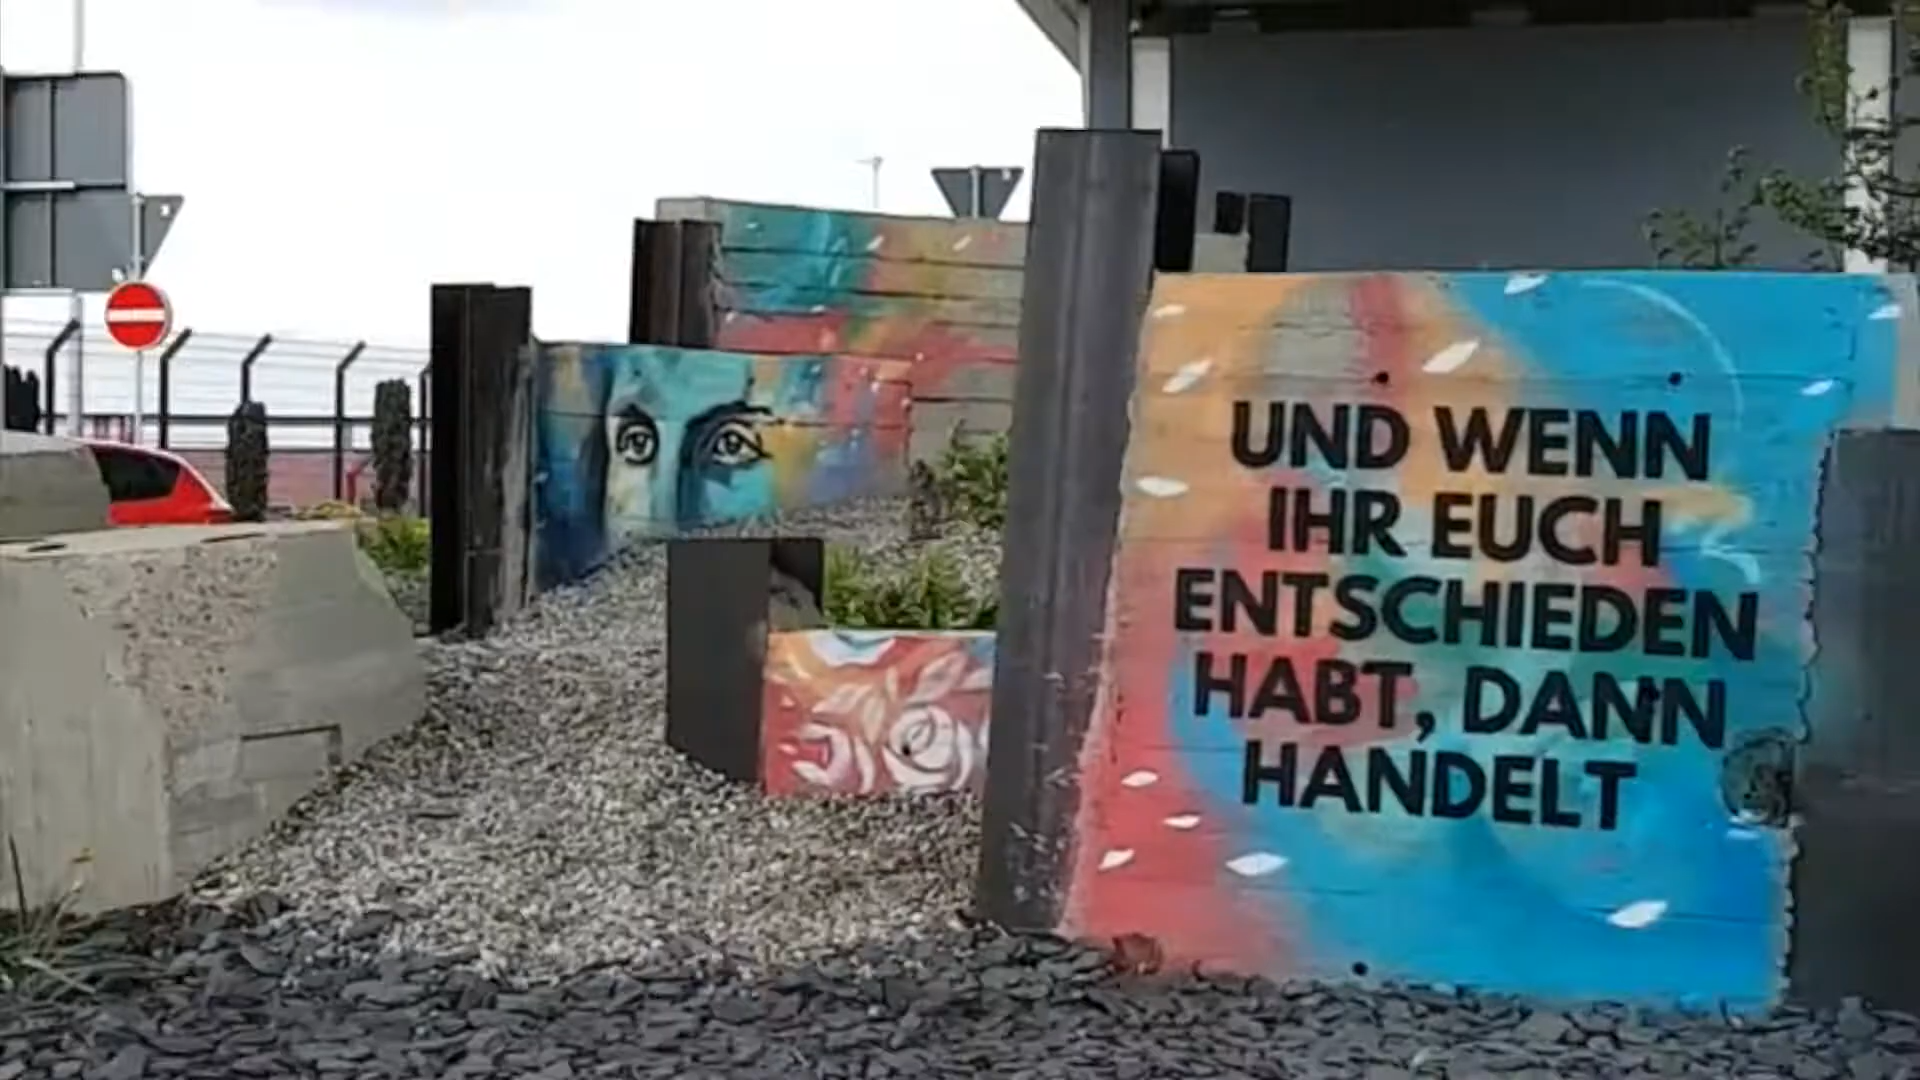 UND WENN
IHR EUCH
ENTSCHIEDEN
HABT, DANN
HANDELT